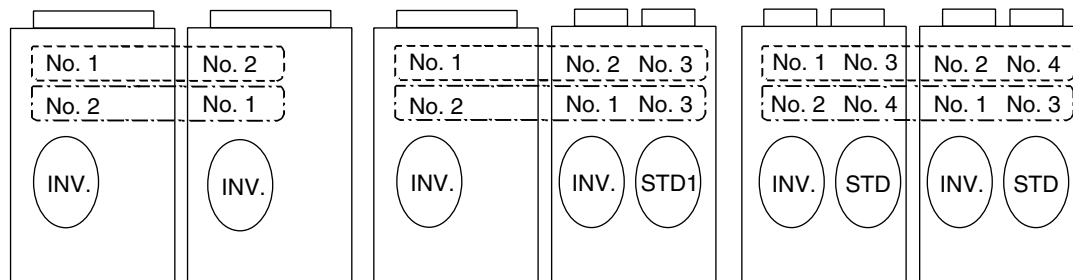 No. 1 No. 2
No. 2 No. 1
INV. INV.
No. 1 No. 2 No. 3
No. 2 No. 1 No. 3
INV. INV. STD1
No. 1 No. 3 No. 2 No. 4
No. 2 No. 4 No. 1 No. 3
INV. STD INV. STD